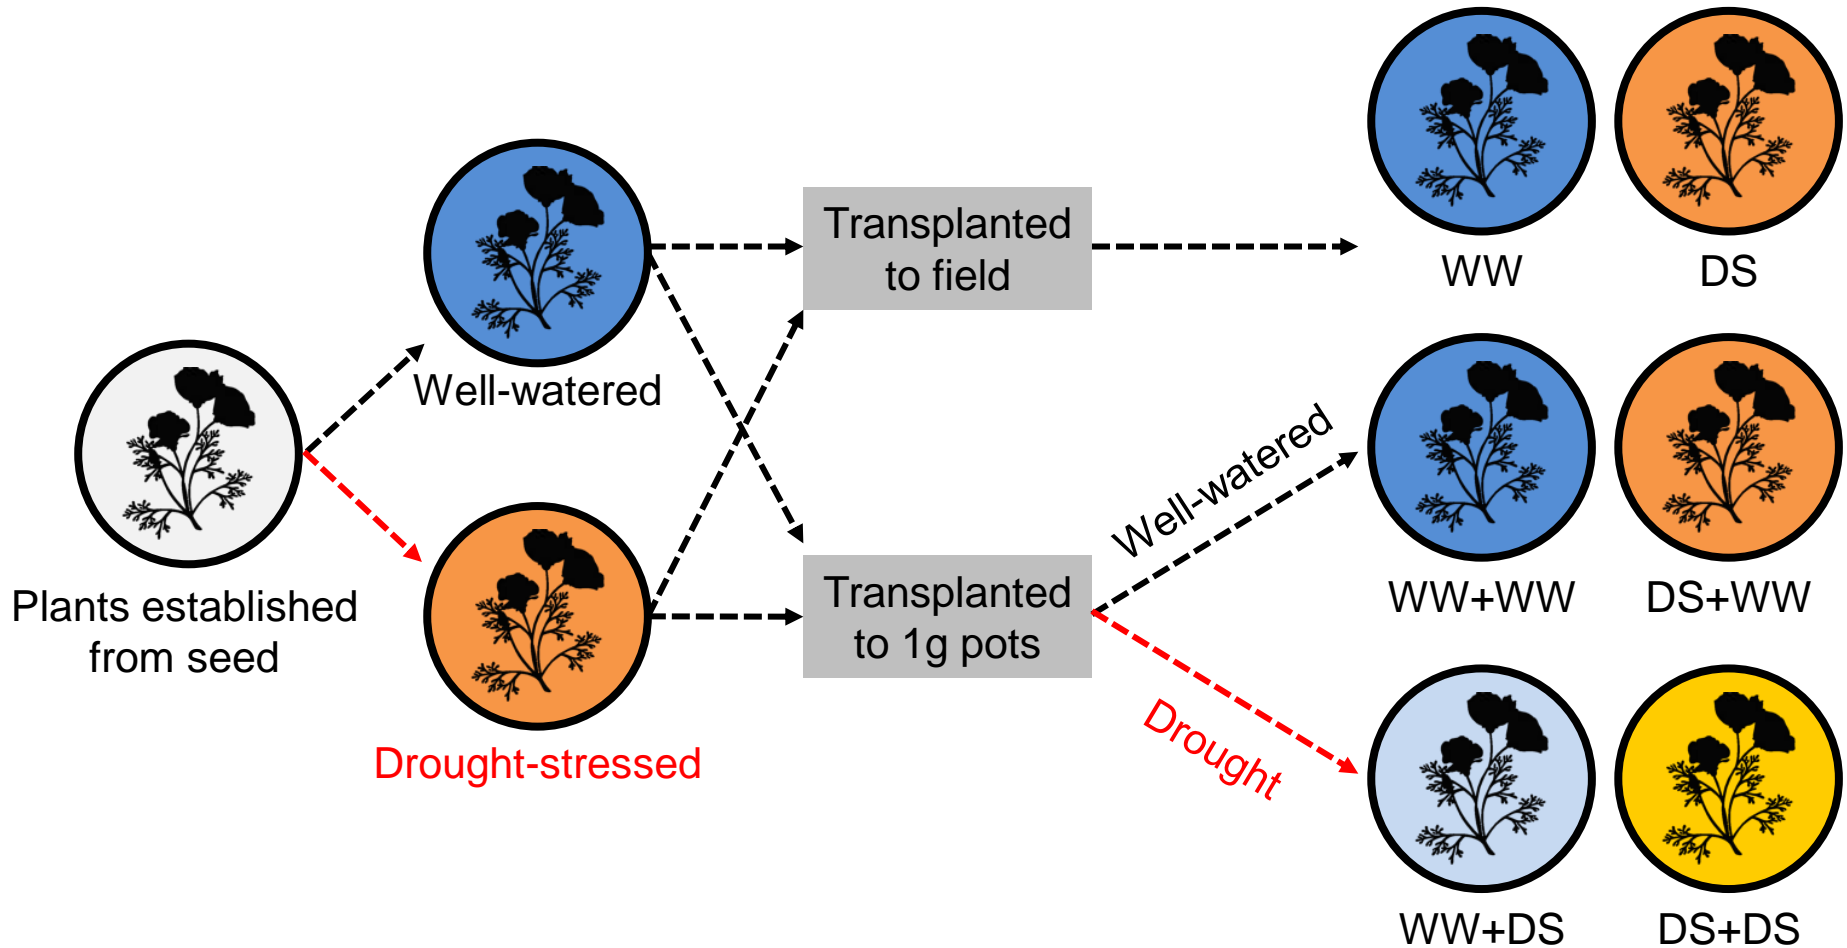 Plants established
from seed
Well-watered
Drought-stressed
Transplanted
to field
Transplanted
to 1g pots
Well-watered
Drought
WW
DS
WW+WW
DS+WW
WW+DS
DS+DS